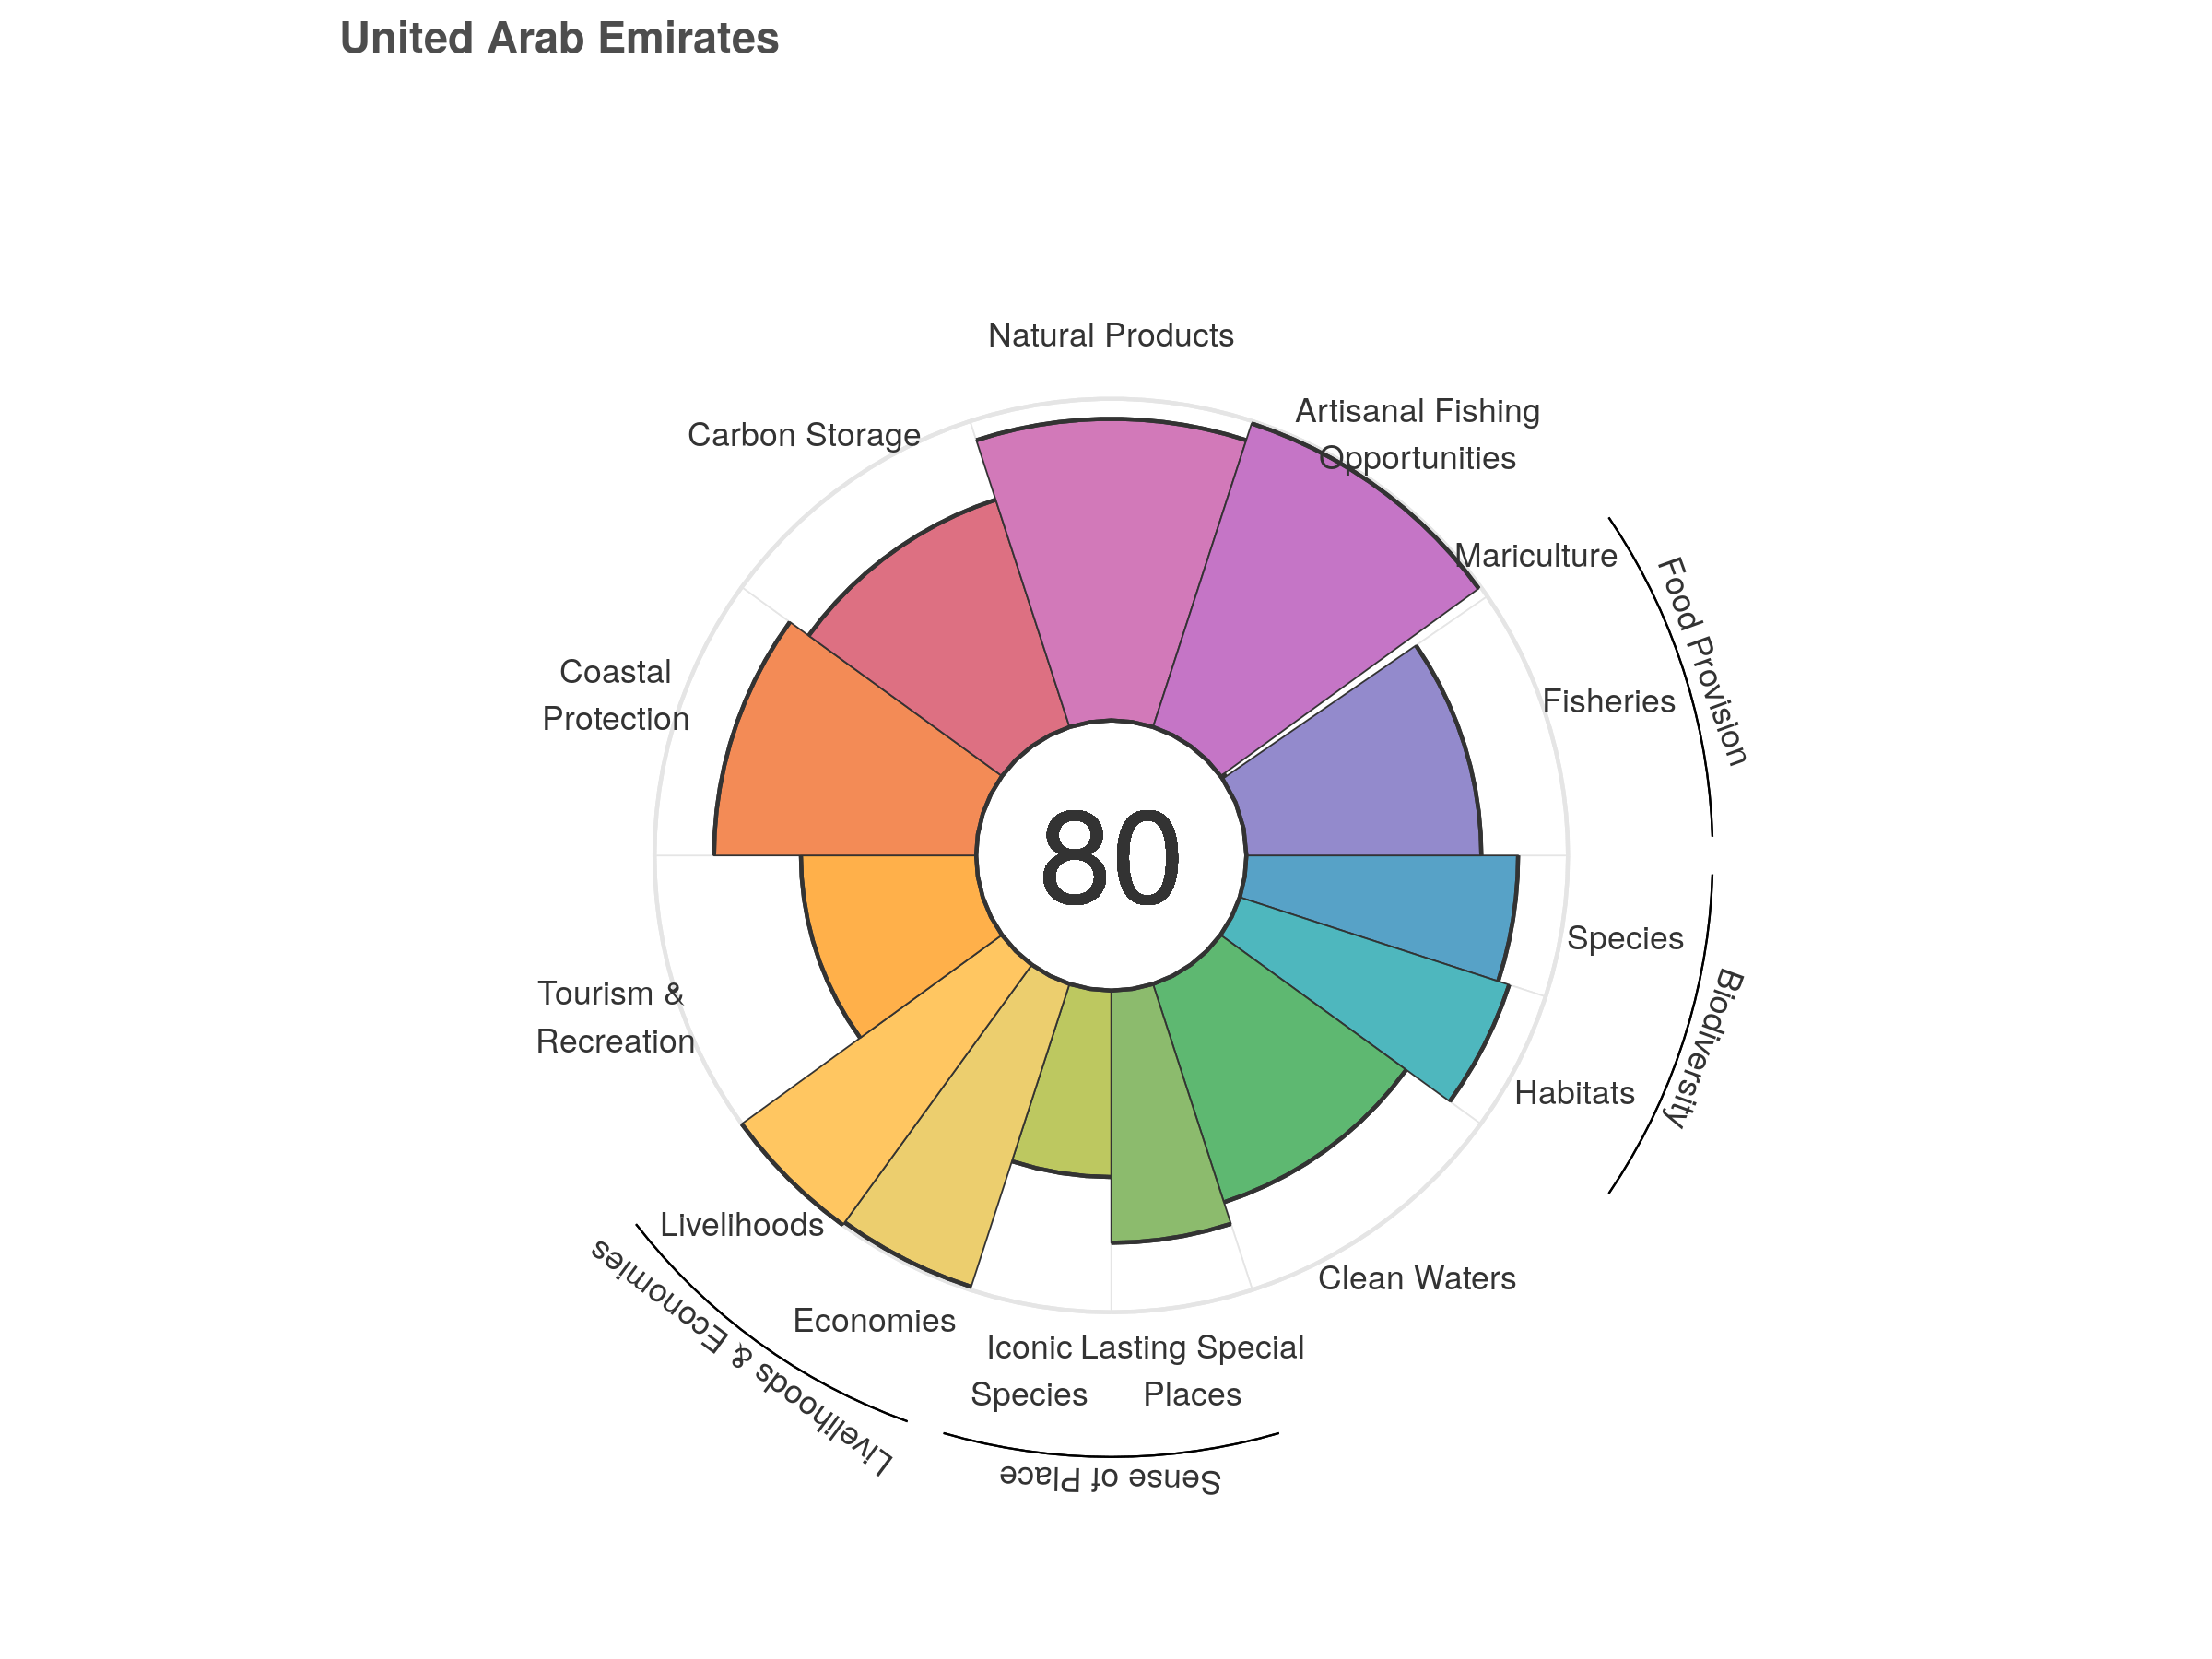 United Arab Emirates
Natural Products
Artisanal Fishing
Opportunities
Carbon Storage
Mariculture
Food Provision
Fisheries
Coastal
Protection
80
Species
Biodiversity
Habitats
Tourism &
Recreation
Livelihoods
Clean Waters
Economies
Livelihoods & Economies
Iconic
Species
Lasting Special
Places
Sense of Place